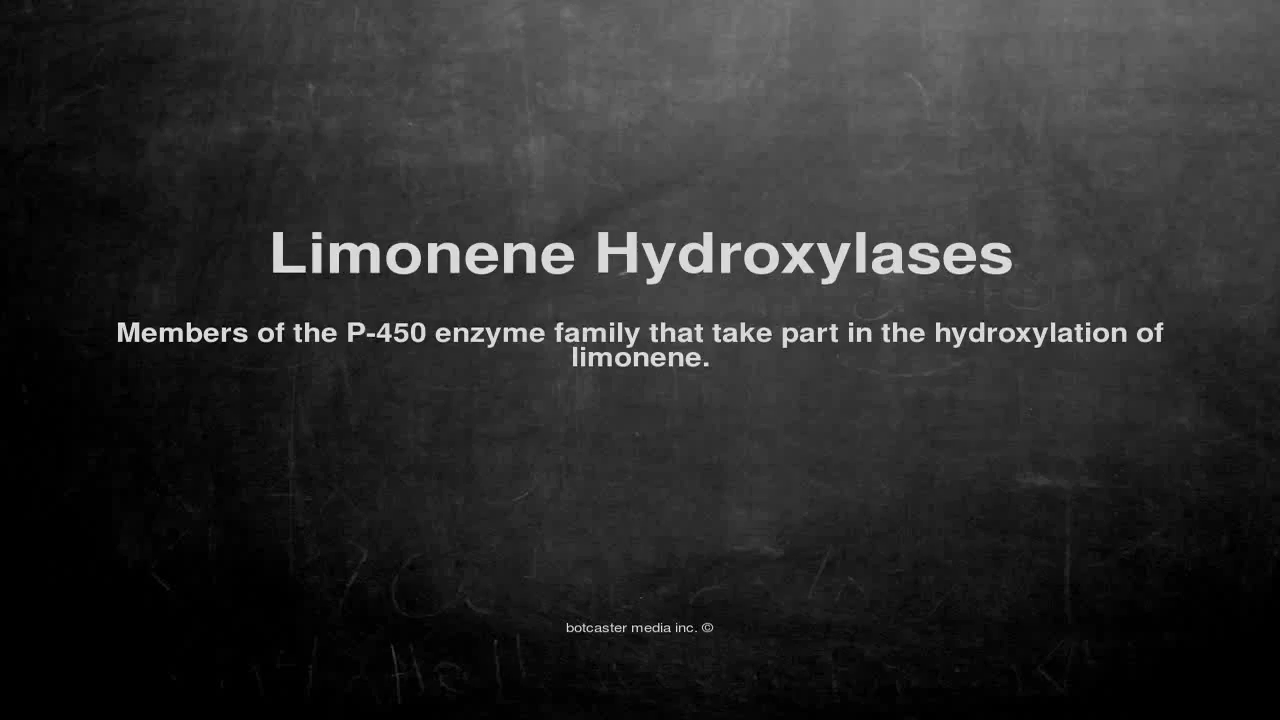 Limonene Hydroxylases
Members of the P-450 enzyme family that take part in the hydroxylation of
limonene.
botcaster media inc. ©